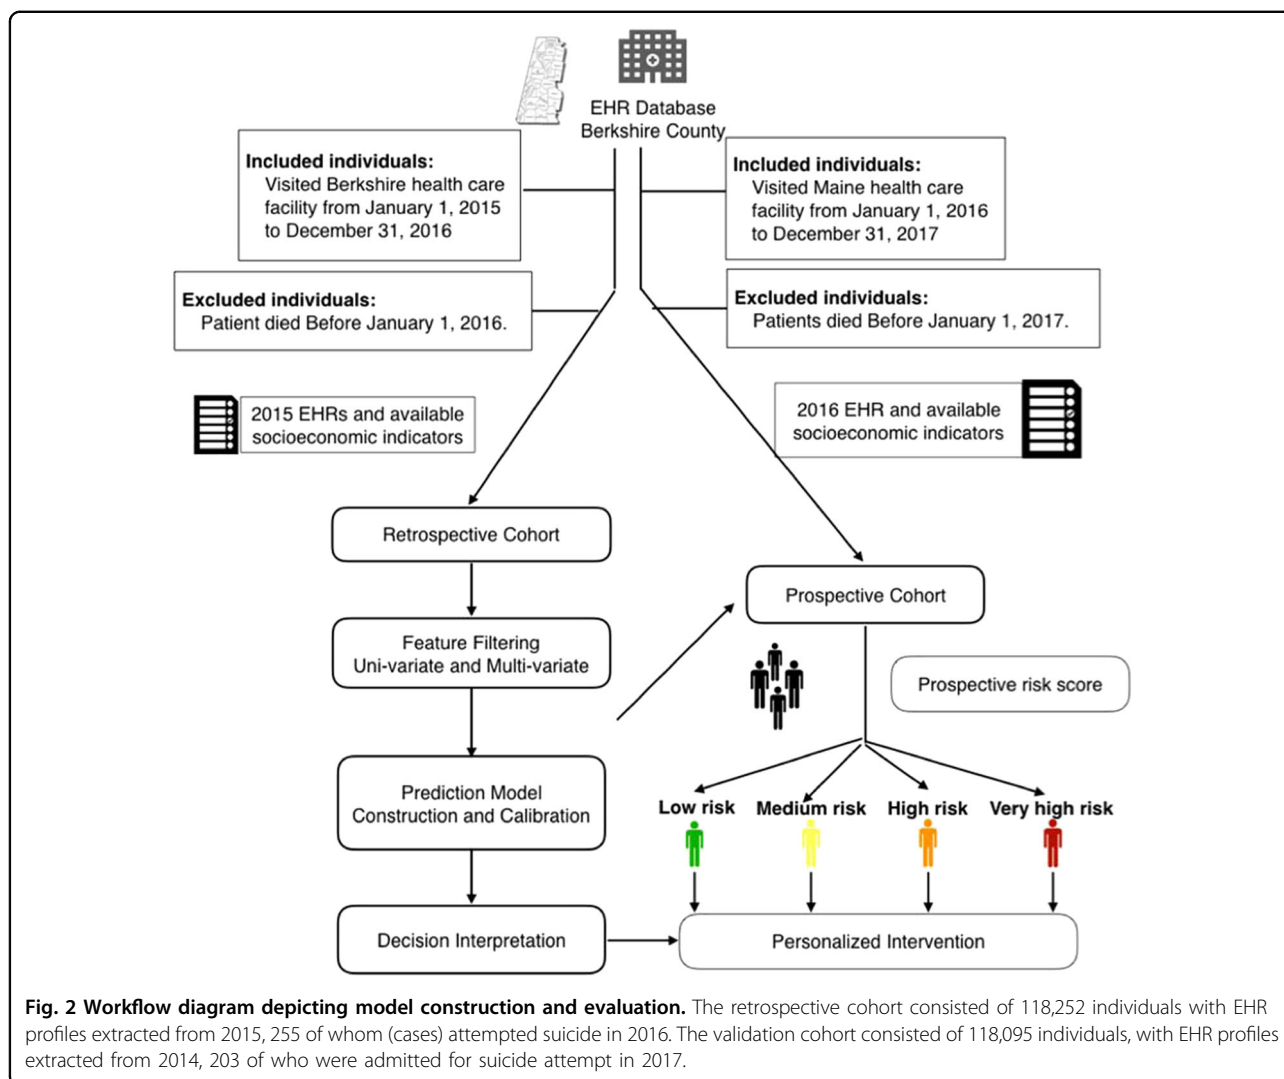 EHR Database
Berkshire County
Included individuals:
Visited Berkshire health care
facility from January 1, 2015
to December 31, 2016
Included individuals:
Visited Maine health care
facility from January 1, 2016
to December 31, 2017
Excluded individuals:
Patient died Before January 1, 2016.
Excluded individuals:
Patients died Before January 1, 2017.
2015 EHRs and available
socioeconomic indicators
2016 EHR and available
socioeconomic indicators
Retrospective Cohort
Feature Filtering
Uni-variate and Multi-variate
Prediction Model
Construction and Calibration
Decision Interpretation
Prospective Cohort
Prospective risk score
Low risk
Medium risk
High risk
Very high risk
Personalized Intervention
Fig. 2 Workflow diagram depicting model construction and evaluation. The retrospective cohort consisted of 118,252 individuals with EHR
profiles extracted from 2015, 255 of whom (cases) attempted suicide in 2016. The validation cohort consisted of 118,095 individuals, with EHR profiles
extracted from 2014, 203 of who were admitted for suicide attempt in 2017.